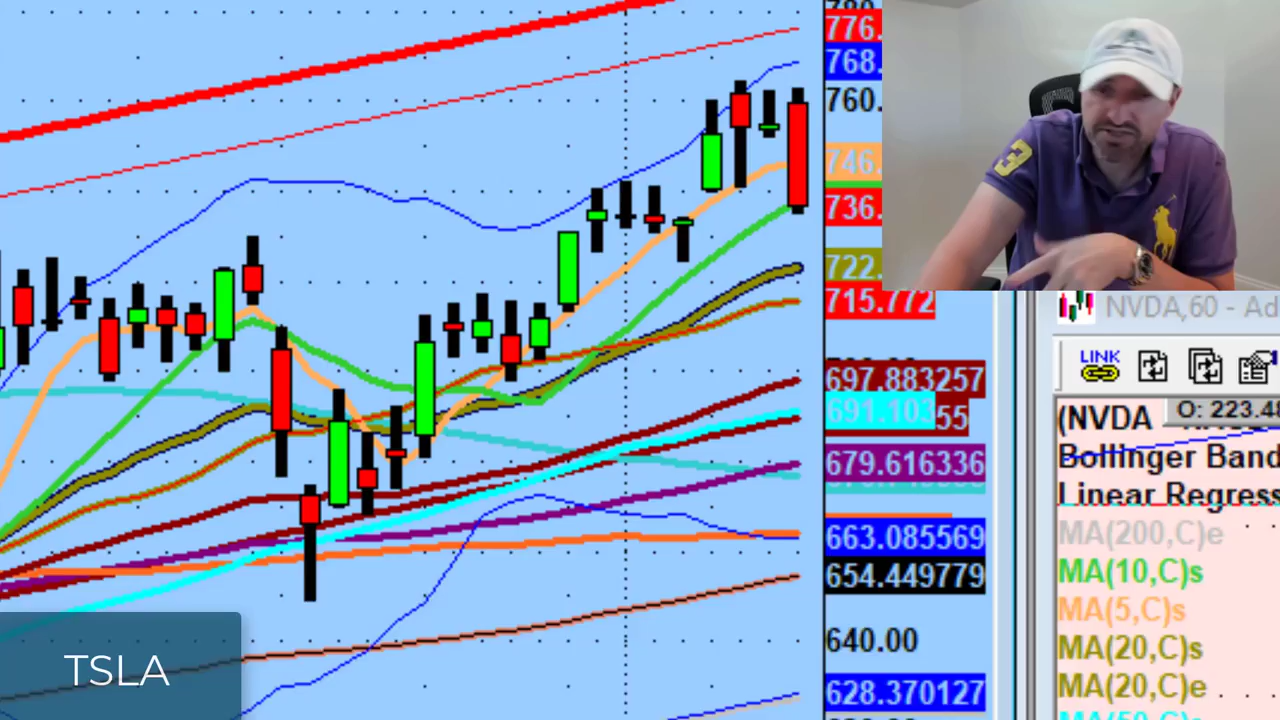 776.
768.
760.
746.
736.
722.
715.772
697.883257
691.10355
679.616336
663.085569
654.449779
640.00
628.370127
TSLA
3
NVDA,60 - Ad
LINK
(NVDA
O: 223.48
Bollinger Band
Linear Regress
MA(200,C)e
MA(10,C)s
MA(5,C)s
MA(20,C)s
MA(20,C)e